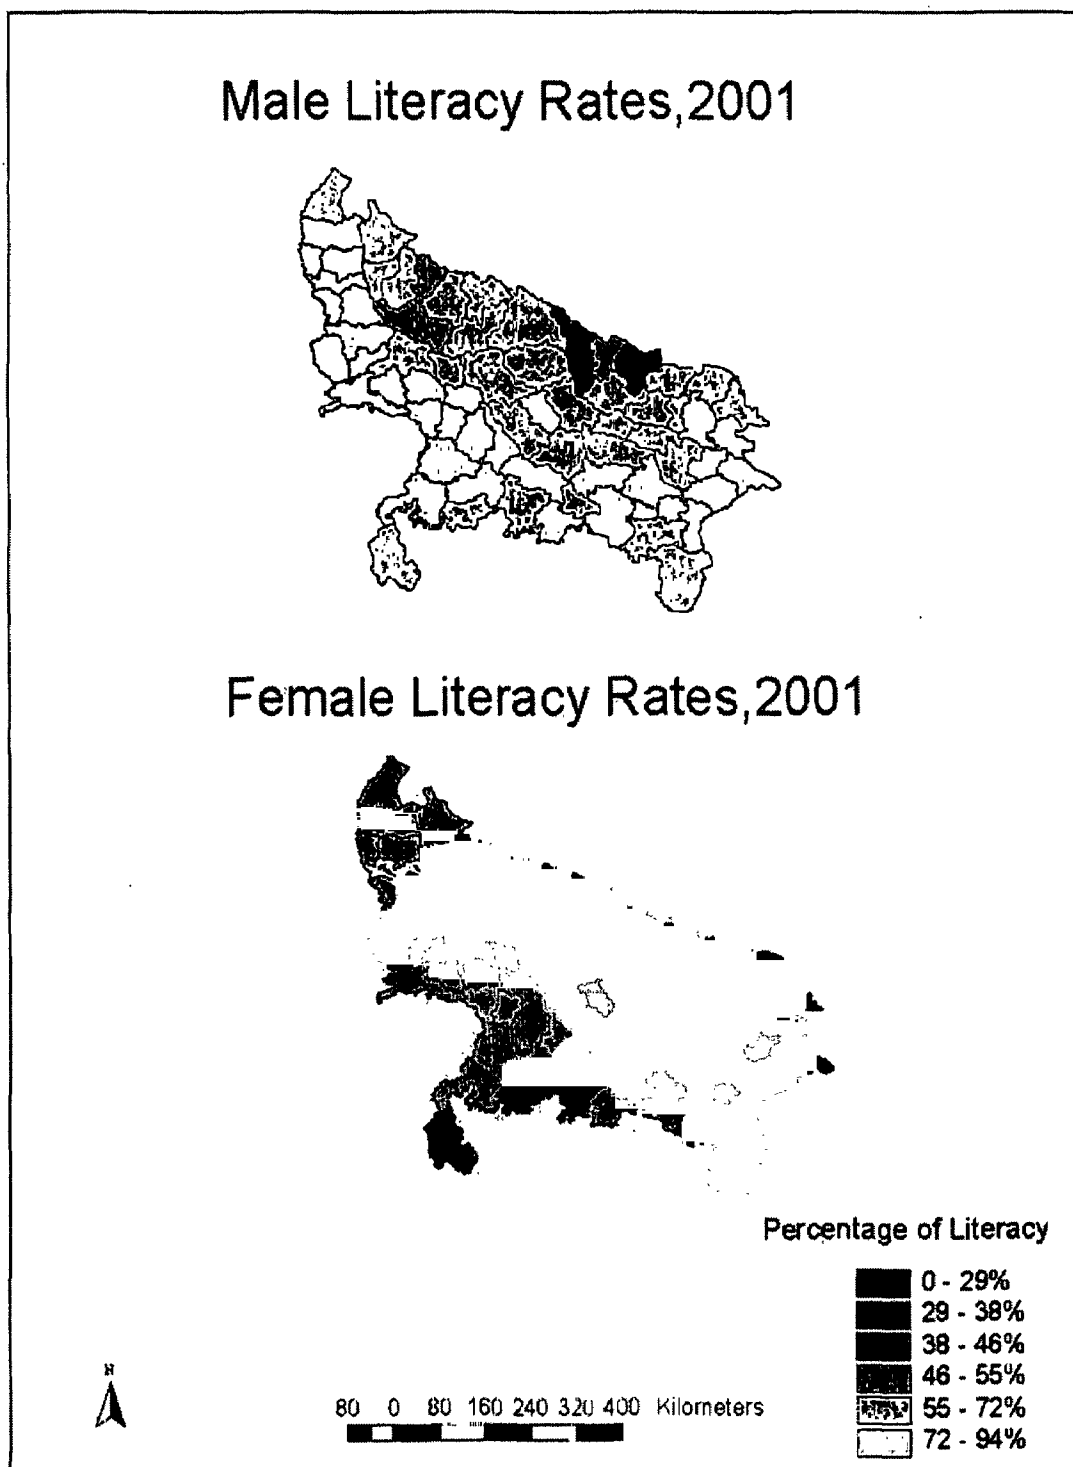 Male Literacy Rates,2001
Female Literacy Rates,2001
Percentage of Literacy
0 - 29%
29 - 38%
38 - 46%
46 - 55%
55 - 72%
72 - 94%
N
80 0 80 160 240 320 400 Kilometers